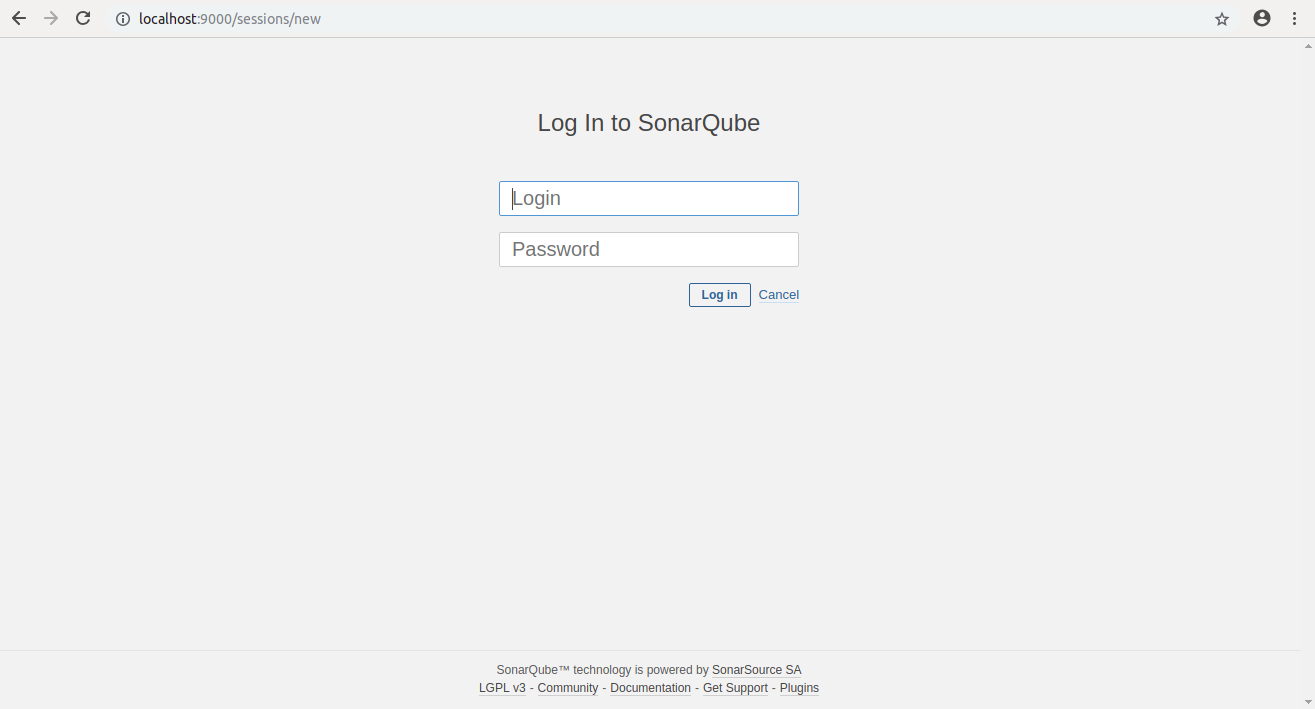 localhost:9000/sessions/new
Log In to SonarQube
Login
Password
Log in Cancel
SonarQube™ technology is powered by SonarSource SA
LGPL v3 - Community - Documentation - Get Support - Plugins